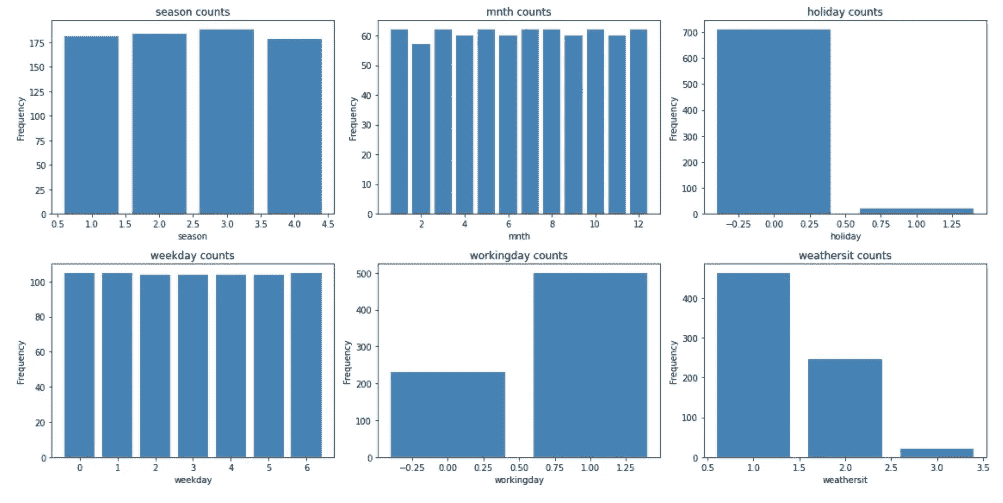 season counts
Frequency
175
150
125
100
75
50
25
0
0.5 1.0 1.5 2.0 2.5 3.0 3.5 4.0 4.5
season
mnth counts
Frequency
60
50
40
30
20
10
0
2 4 6 8 10 12
mnth
holiday counts
Frequency
700
600
500
400
300
200
100
0
−0.25 0.00 0.25 0.50 0.75 1.00 1.25
holiday
weekday counts
Frequency
100
80
60
40
20
0
0 1 2 3 4 5 6
weekday
workingday counts
Frequency
500
400
300
200
100
0
−0.25 0.00 0.25 0.50 0.75 1.00 1.25
workingday
weathersit counts
Frequency
400
300
200
100
0
0.5 1.0 1.5 2.0 2.5 3.0 3.5
weathersit